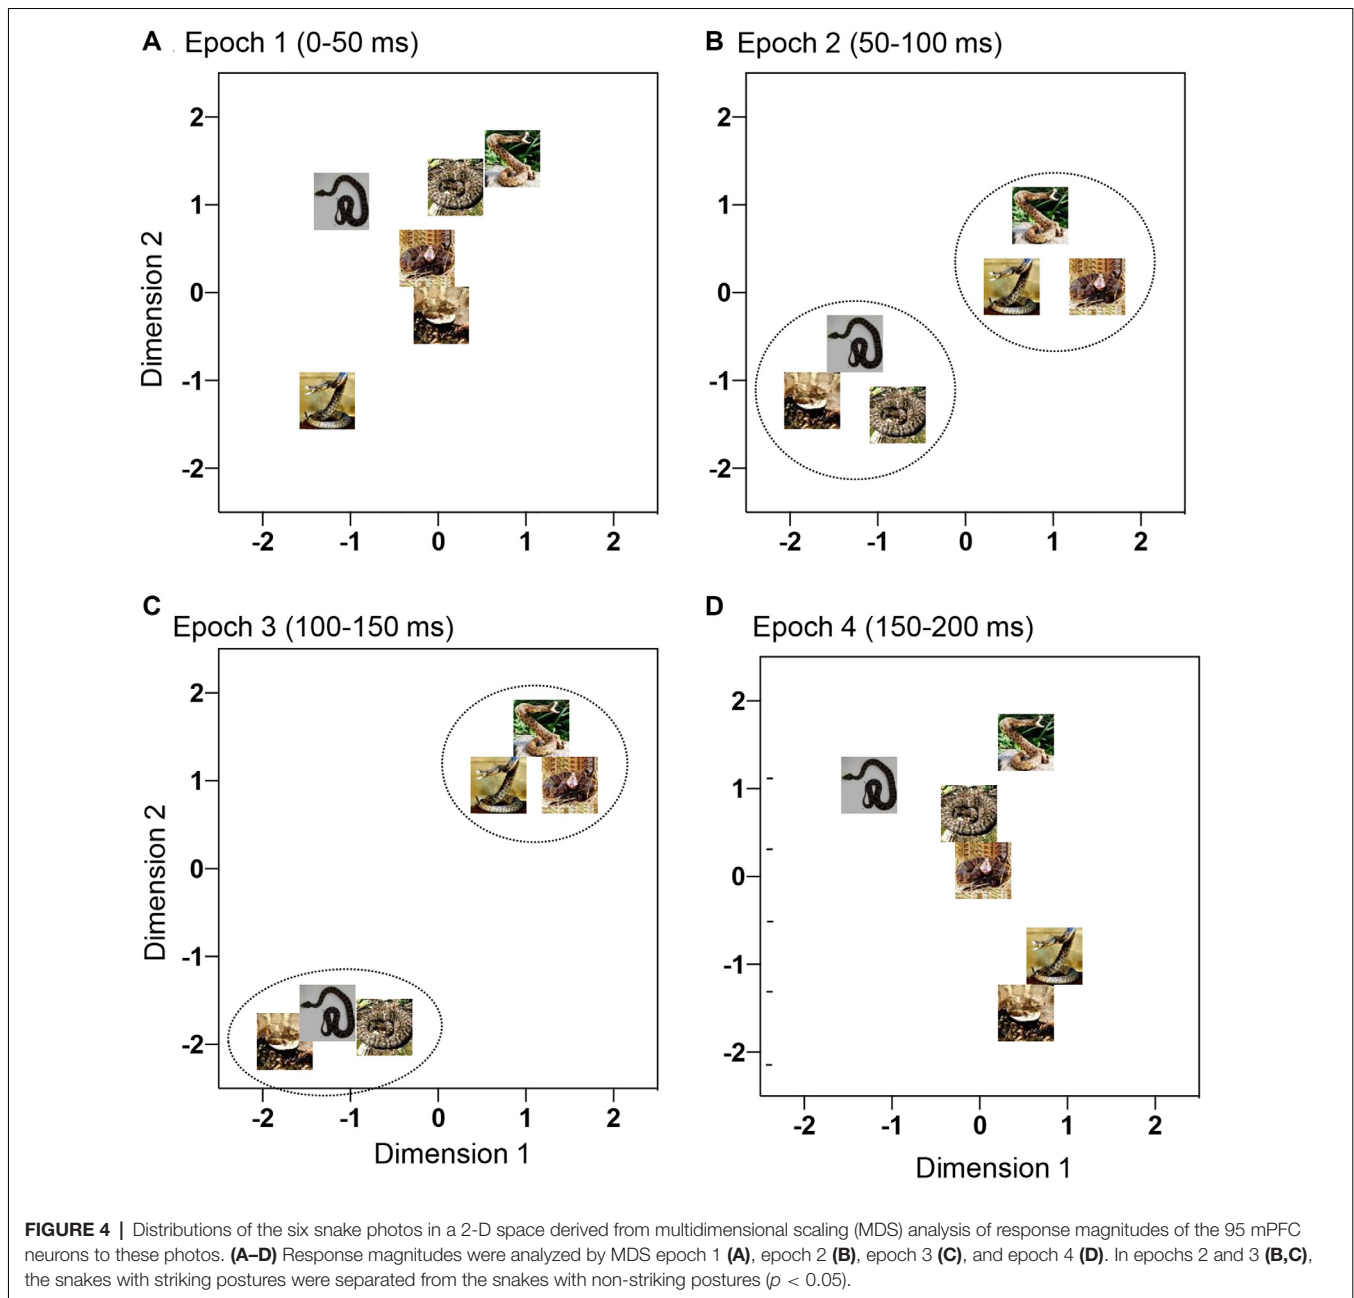 A Epoch 1 (0-50 ms)
2
1
0
-1
-2
Dimension 2
-2 -1 0 1 2
B Epoch 2 (50-100 ms)
2
1
0
-1
-2
-2 -1 0 1 2
C
Epoch 3 (100-150 ms)
2
1
0
-1
-2
Dimension 2
-2 -1 0 1 2
Dimension 1
D
Epoch 4 (150-200 ms)
2
1
0
-1
-2
-2 -1 0 1 2
Dimension 1
FIGURE 4 | Distributions of the six snake photos in a 2-D space derived from multidimensional scaling (MDS) analysis of response magnitudes of the 95 mPFC
neurons to these photos. (A–D) Response magnitudes were analyzed by MDS epoch 1 (A), epoch 2 (B), epoch 3 (C), and epoch 4 (D). In epochs 2 and 3 (B,C),
the snakes with striking postures were separated from the snakes with non-striking postures (p < 0.05).